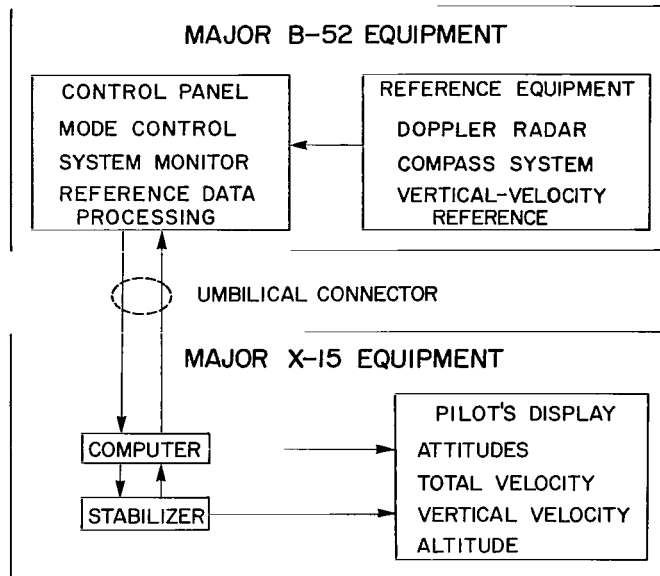 MAJOR B-52 EQUIPMENT
CONTROL PANEL
MODE CONTROL
SYSTEM MONITOR
REFERENCE DATA
PROCESSING
REFERENCE EQUIPMENT
DOPPLER RADAR
COMPASS SYSTEM
VERTICAL-VELOCITY
REFERENCE
UMBILICAL CONNECTOR
MAJOR X-15 EQUIPMENT
COMPUTER
STABILIZER
PILOT'S DISPLAY
ATTITUDES
TOTAL VELOCITY
VERTICAL VELOCITY
ALTITUDE